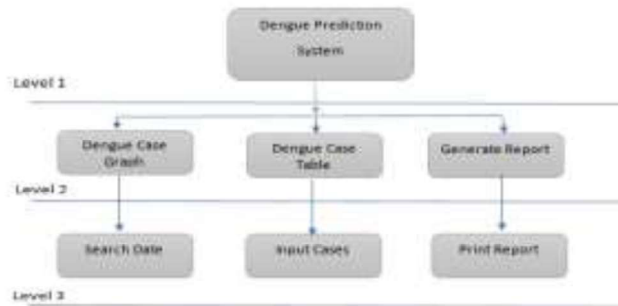 Dengue Prediction
System
Level 1
Dengue Case
Graph
Dengue Case
Table
Generate Report
Level 2
Search Date
Input Cases
Print Report
Level 3